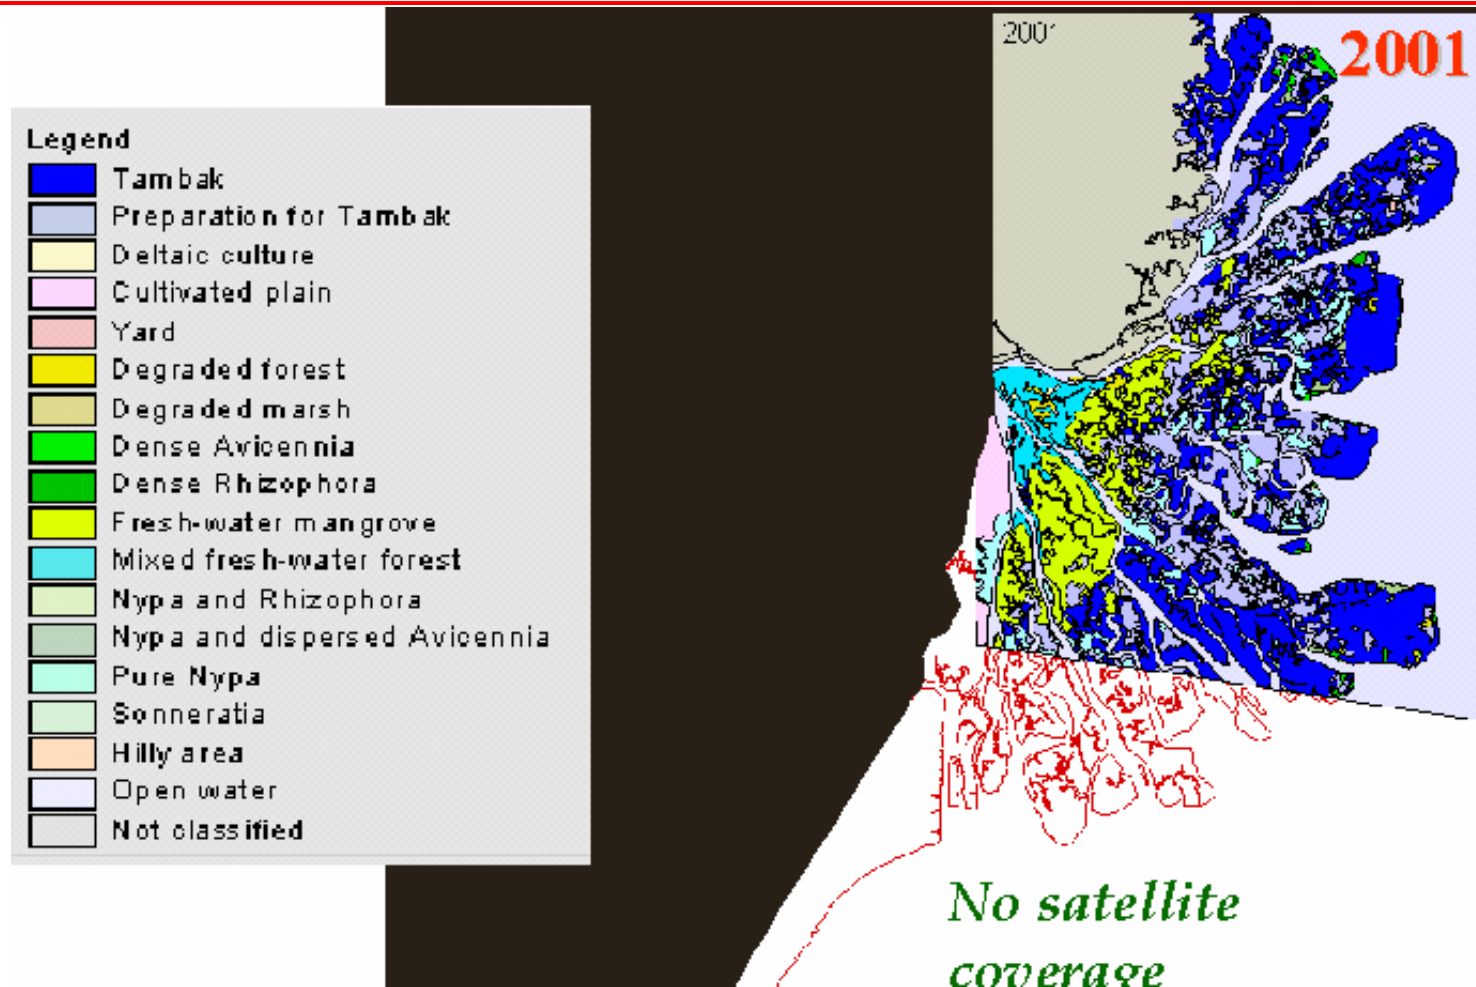 2001
2001
Legend
Tambak
Preparation for Tambak
Deltaic culture
Cultivated plain
Yard
Degraded forest
Degraded marsh
Dense Avicennia
Dense Rhizophora
Fresh-water mangrove
Mixed fresh-water forest
Nypa and Rhizophora
Nypa and dispersed Avicennia
Pure Nypa
Sonneratia
Hilly area
Open water
Not classified
No satellite
coverage